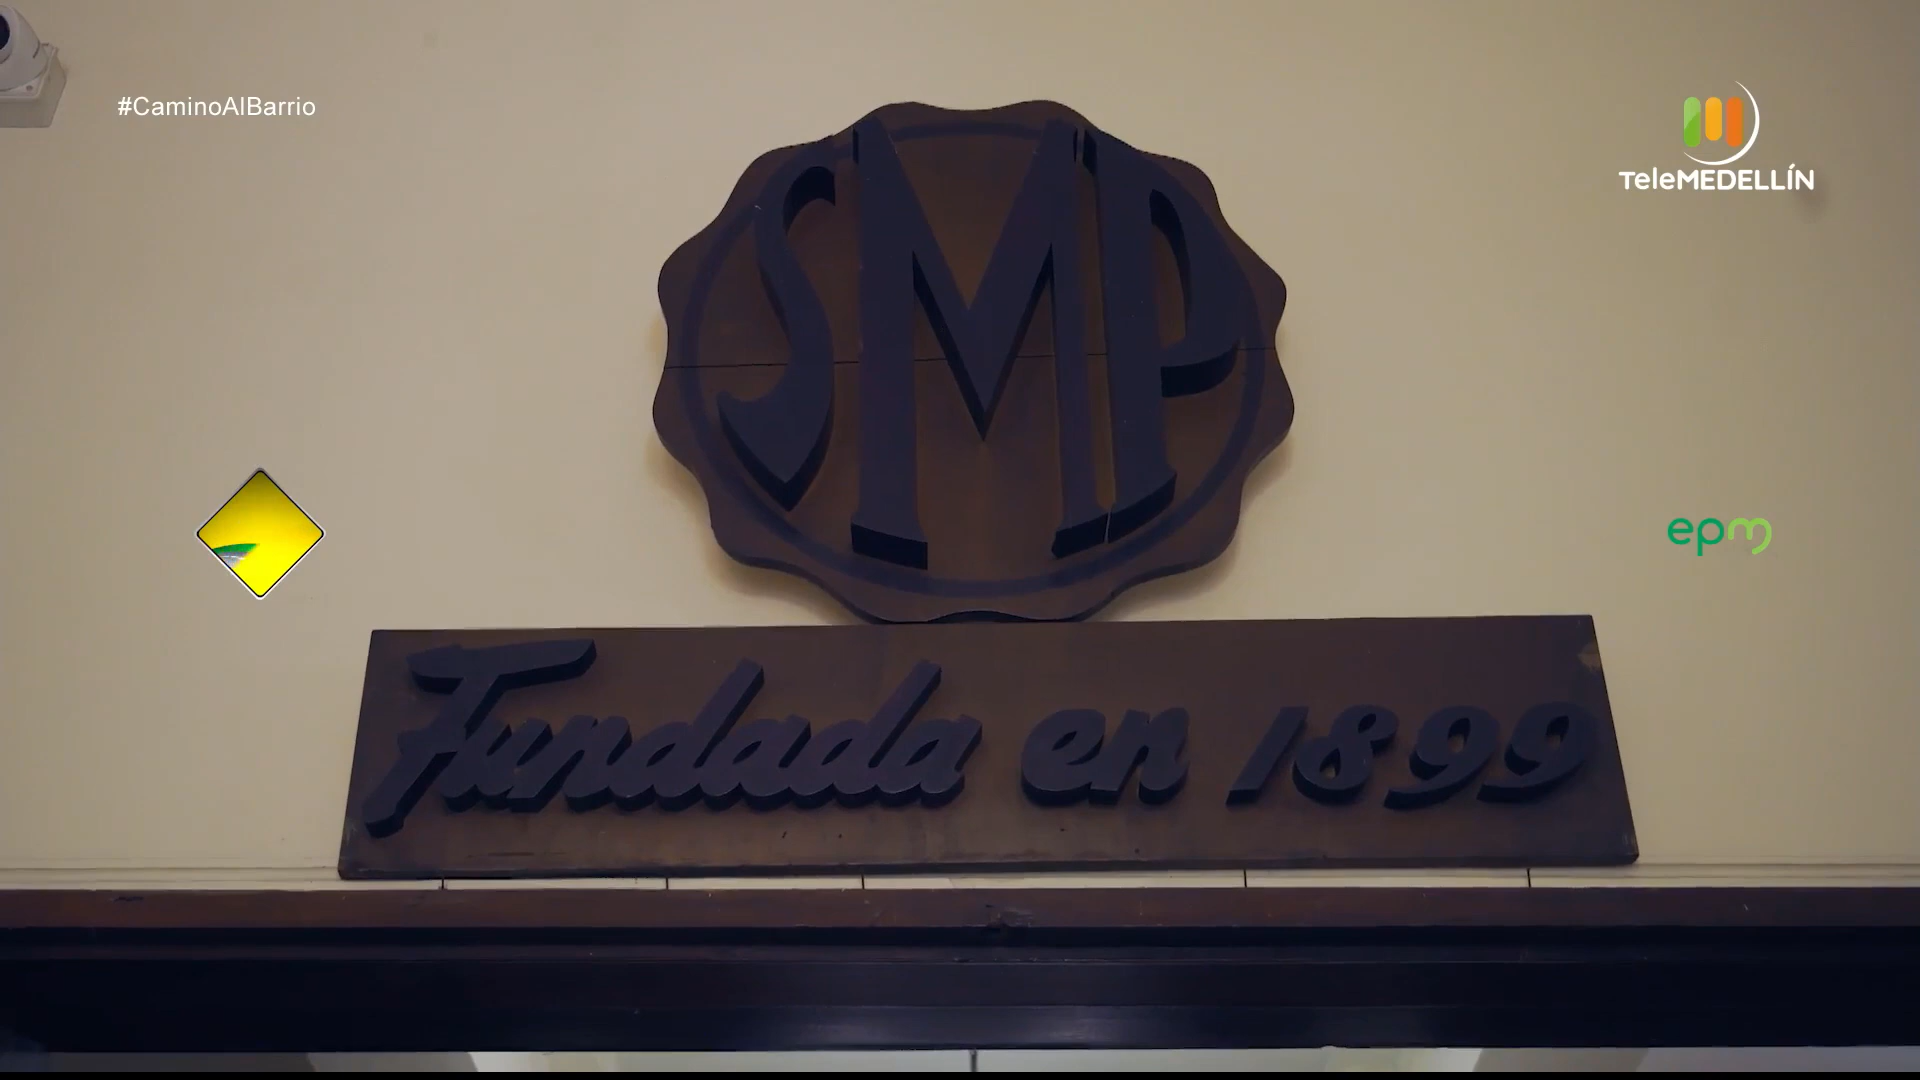 #CaminoAlBarrio
TeleMEDELLÍN
SMP
epm
Fundada en 1899